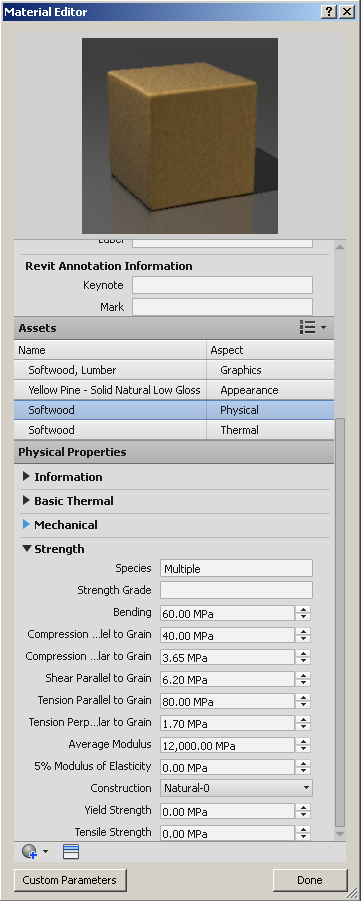 Material Editor
Revit Annotation Information
Keynote
Mark
Assets
Name Aspect
Softwood, Lumber Graphics
Yellow Pine - Solid Natural Low Gloss Appearance
Softwood Physical
Softwood Thermal
Physical Properties
Information
Basic Thermal
Mechanical
Strength
Species Multiple
Strength Grade
Bending 60.00 MPa
Compression ...lel to Grain 40.00 MPa
Compression ...lar to Grain 3.65 MPa
Shear Parallel to Grain 6.20 MPa
Tension Parallel to Grain 80.00 MPa
Tension Perp...lar to Grain 1.70 MPa
Average Modulus 12,000.00 MPa
5% Modulus of Elasticity 0.00 MPa
Construction Natural-0
Yield Strength 0.00 MPa
Tensile Strength 0.00 MPa
Custom Parameters Done